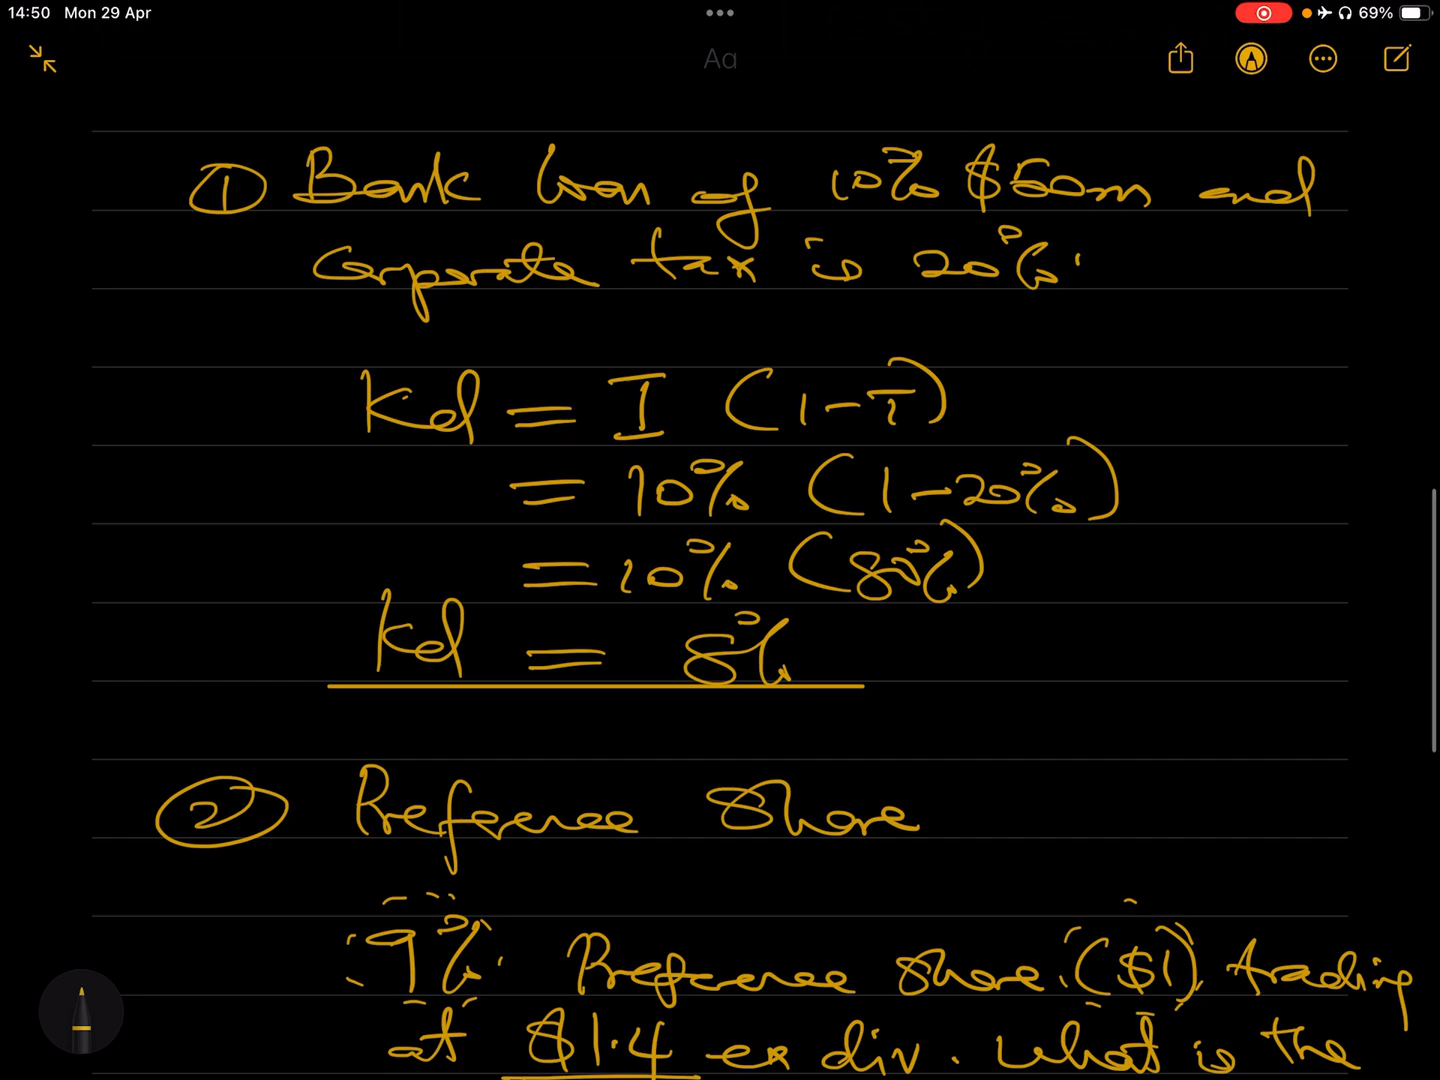 14:50 Mon 29 Apr
69%
Aa
① Bank loan of 10% $50m and
Corporate tax is 20%.
Kd = I (1-T)
= 10% (1-20%)
= 10% (80%)
Kd = 8%
② Preference Share
9% Preference share ($1) trading
at $1.4 ex div. What is the